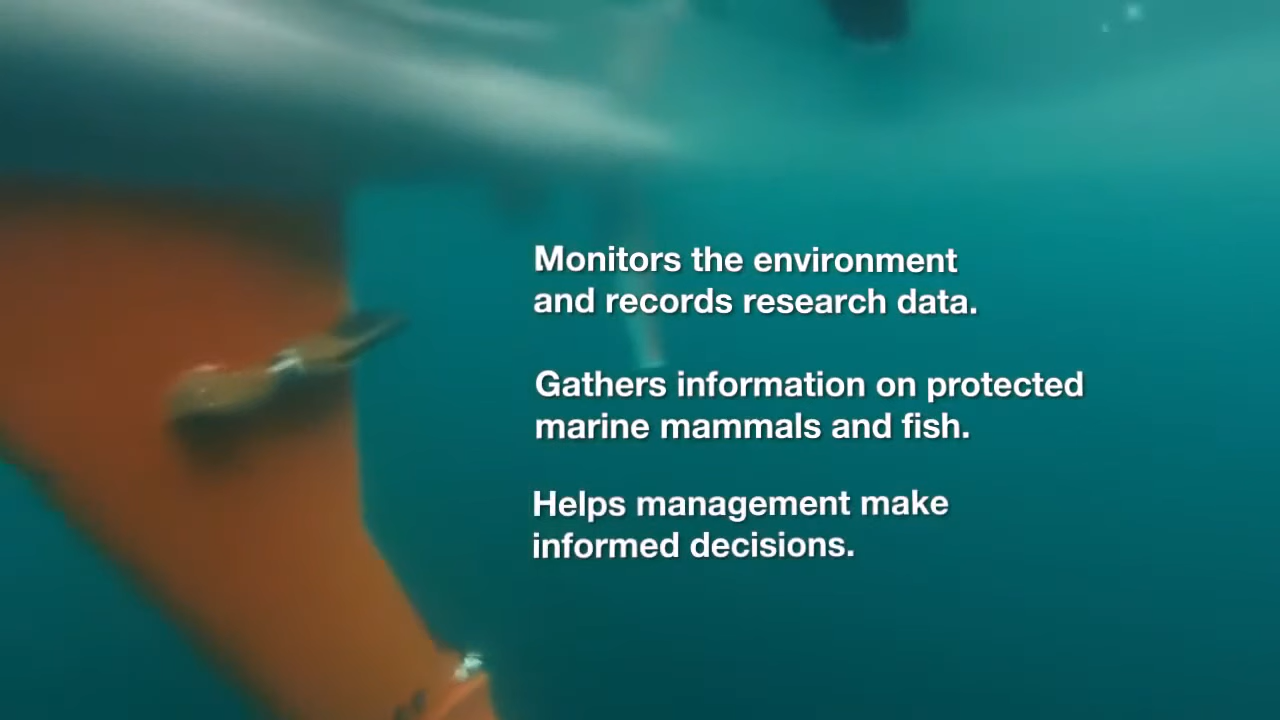 Monitors the environment
and records research data.
Gathers information on protected
marine mammals and fish.
Helps management make
informed decisions.